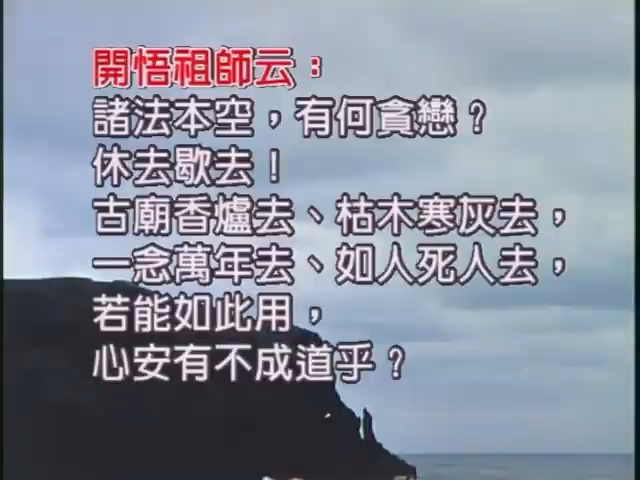 開悟祖師云：
諸法本空，有何貪戀？
休去歇去！
古廟香爐去、枯木寒灰去，
一念萬年去、如人死人去，
若能如此用，
心安有不成道乎？